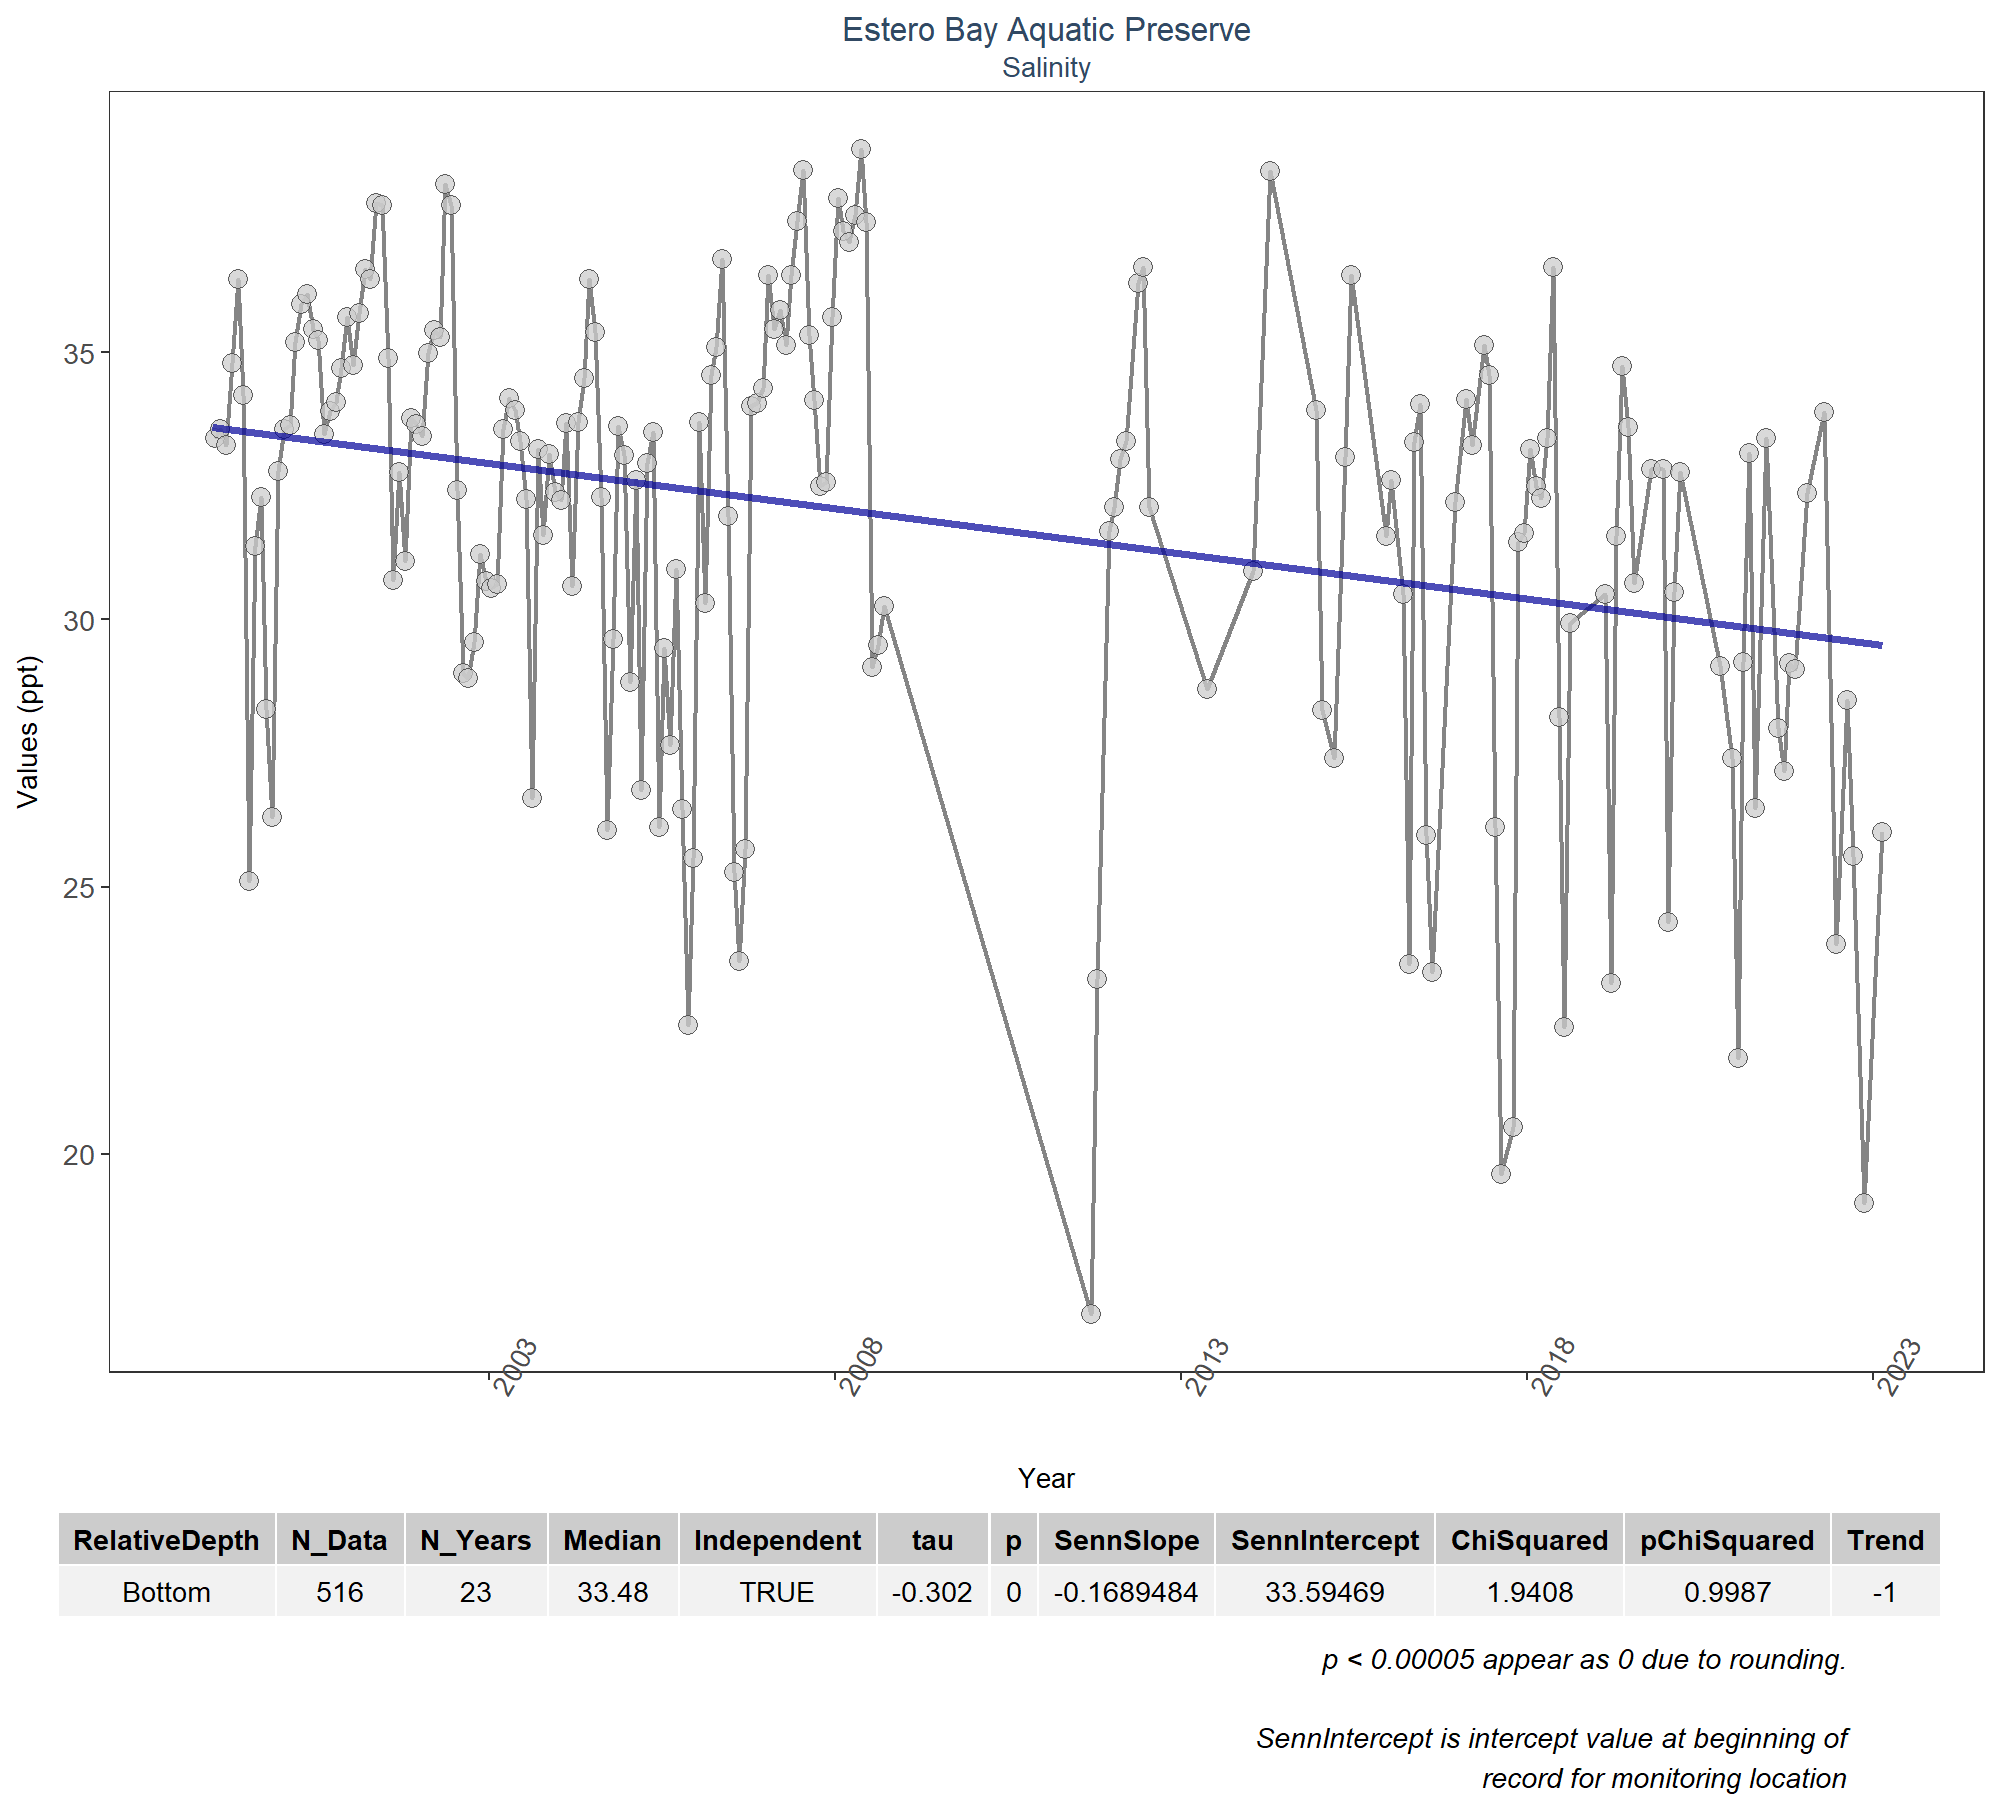 Estero Bay Aquatic Preserve
Salinity
Values (ppt)
35
30
25
20
2003 2008 2013 2018 2023
Year
RelativeDepth N_Data N_Years Median Independent tau p SennSlope SennIntercept ChiSquared pChiSquared Trend
Bottom 516 23 33.48 TRUE -0.302 0 -0.1689484 33.59469 1.9408 0.9987 -1
p < 0.00005 appear as 0 due to rounding.
SennIntercept is intercept value at beginning of
record for monitoring location